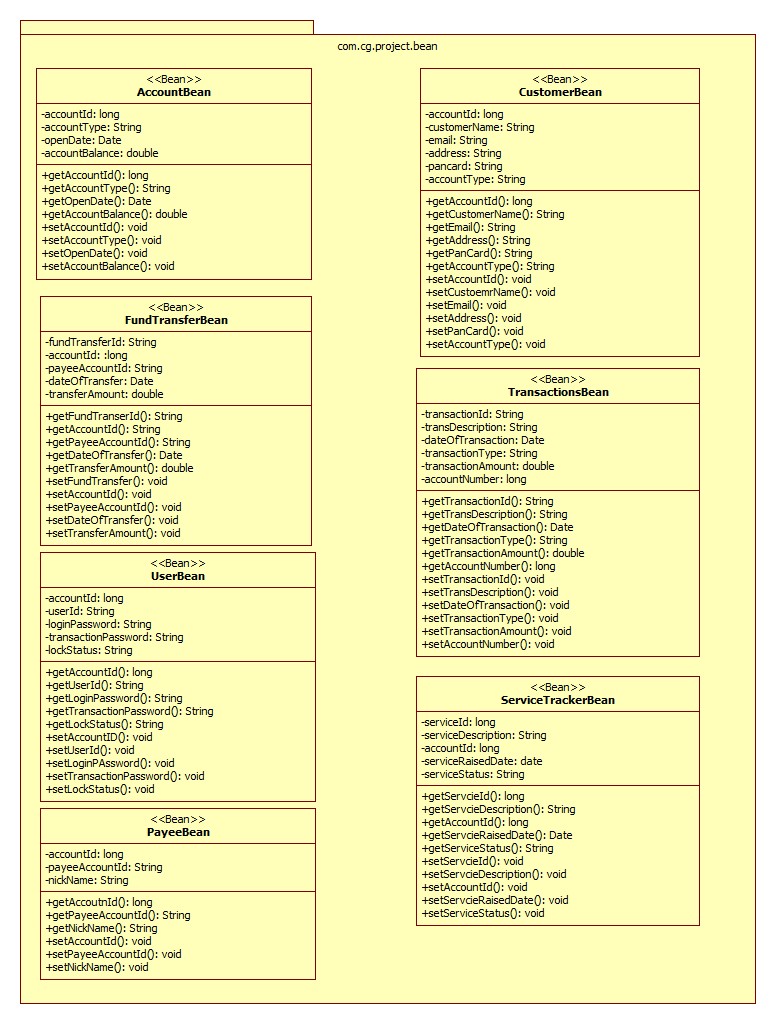 com.cg.project.bean
<<Bean>>
AccountBean
-accountId: long
-accountType: String
-openDate: Date
-accountBalance: double
+getAccountId(): long
+getAccountType(): String
+getOpenDate(): Date
+getAccountBalance(): double
+setAccountId(): void
+setAccountType(): void
+setOpenDate(): void
+setAccountBalance(): void
<<Bean>>
FundTransferBean
-fundTransferId: String
-accountId: :long
-payeeAccountId: String
-dateOfTransfer: Date
-transferAmount: double
+getFundTranserId(): String
+getAccountId(): String
+getPayeeAccountId(): String
+getDateOfTransfer(): Date
+getTransferAmount(): double
+setFundTransfer(): void
+setAccountId(): void
+setPayeeAccountId(): void
+setDateOfTransfer(): void
+setTransferAmount(): void
<<Bean>>
UserBean
-accountId: long
-userId: String
-loginPassword: String
-transactionPassword: String
-lockStatus: String
+getAccountId(): long
+getUserId(): String
+getLoginPassword(): String
+getTransactionPassword(): String
+getLockStatus(): String
+setAccountID(): void
+setUserId(): void
+setLoginPAssword(): void
+setTransactionPassword(): void
+setLockStatus(): void
<<Bean>>
PayeeBean
-accountId: long
-payeeAccountId: String
-nickName: String
+getAccoutnId(): long
+getPayeeAccountId(): String
+getNickName(): String
+setAccountId(): void
+setPayeeAccountId(): void
+setNickName(): void
<<Bean>>
CustomerBean
-accountId: long
-customerName: String
-email: String
-address: String
-pancard: String
-accountType: String
+getAccountId(): long
+getCustomerName(): String
+getEmail(): String
+getAddress(): String
+getPanCard(): String
+getAccountType(): String
+setAccountId(): void
+setCustoemrName(): void
+setEmail(): void
+setAddress(): void
+setPanCard(): void
+setAccountType(): void
<<Bean>>
TransactionsBean
-transactionId: String
-transDescription: String
-dateOfTransaction: Date
-transactionType: String
-transactionAmount: double
-accountNumber: long
+getTransactionId(): String
+getTransDescription(): String
+getDateOfTransaction(): Date
+getTransactionType(): String
+getTransactionAmount(): double
+getAccountNumber(): long
+setTransactionId(): void
+setTransDescription(): void
+setDateOfTransaction(): void
+setTransactionType(): void
+setTransactionAmount(): void
+setAccountNumber(): void
<<Bean>>
ServiceTrackerBean
-serviceId: long
-serviceDescription: String
-accountId: long
-serviceRaisedDate: date
-serviceStatus: String
+getServcieId(): long
+getServcieDescription(): String
+getAccountId(): long
+getServcieRaisedDate(): Date
+getServiceStatus(): String
+setServcieId(): void
+setServcieDescription(): void
+setAccountId(): void
+setServcieRaisedDate(): void
+setServiceStatus(): void